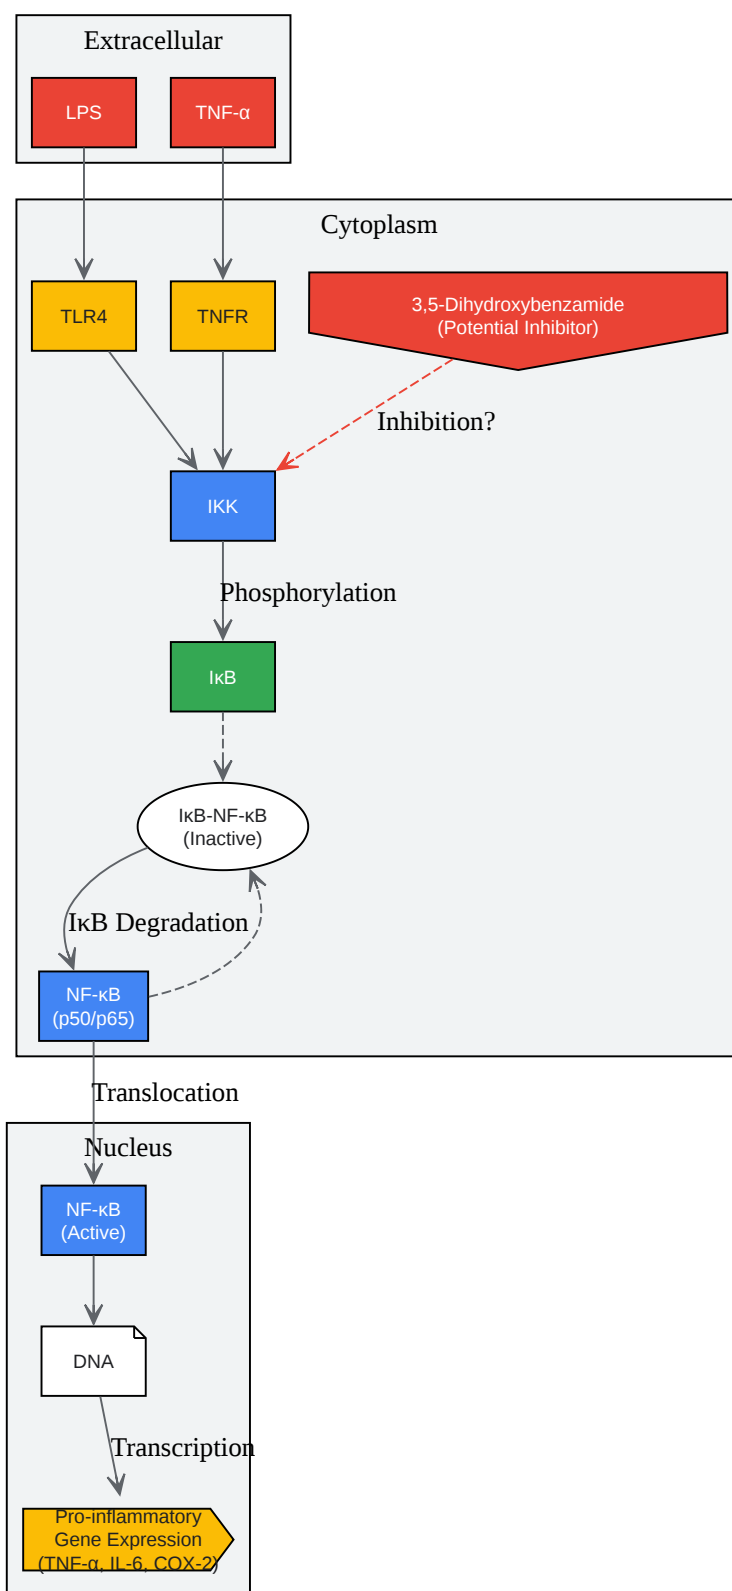 Extracellular
LPS
TNF-α
Cytoplasm
TLR4
TNFR
3,5-Dihydroxybenzamide
(Potential Inhibitor)
Inhibition?
IKK
Phosphorylation
IκB
IκB-NF-κB
(Inactive)
IκB Degradation
NF-κB
(p50/p65)
Translocation
Nucleus
NF-κB
(Active)
DNA
Transcription
Pro-inflammatory
Gene Expression
(TNF-α, IL-6, COX-2)